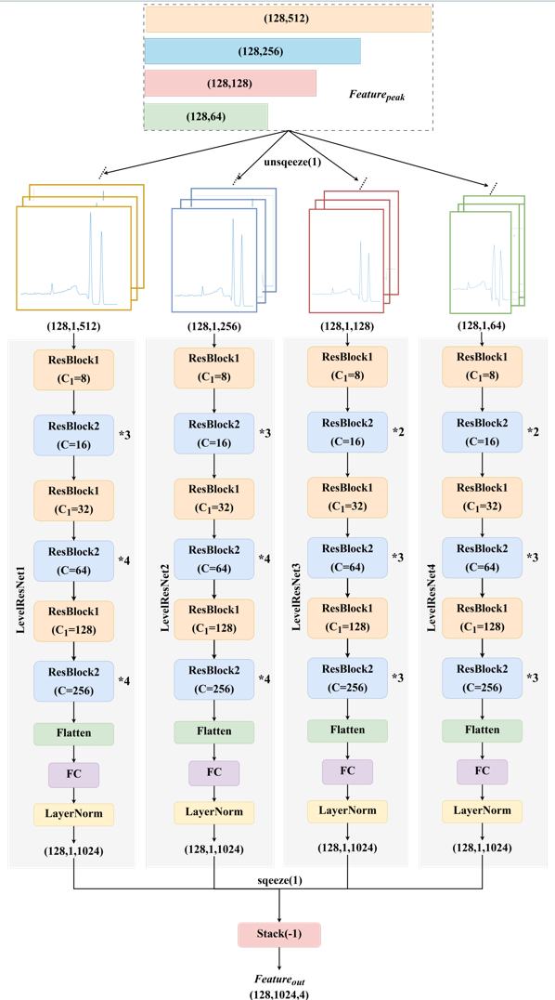 (128,512)
(128,256)
(128,128)
Feature_peak
(128,64)
unsqeeze(1)
(128,1,512)
(128,1,256)
(128,1,128)
(128,1,64)
LevelResNet1
ResBlock1
(C₁=8)
ResBlock2
(C=16)
*3
ResBlock1
(C₁=32)
ResBlock2
(C=64)
*4
ResBlock1
(C₁=128)
ResBlock2
(C=256)
*4
Flatten
FC
LayerNorm
(128,1,1024)
LevelResNet2
ResBlock1
(C₁=8)
ResBlock2
(C=16)
*3
ResBlock1
(C₁=32)
ResBlock2
(C=64)
*4
ResBlock1
(C₁=128)
ResBlock2
(C=256)
*4
Flatten
FC
LayerNorm
(128,1,1024)
LevelResNet3
ResBlock1
(C₁=8)
ResBlock2
(C=16)
*2
ResBlock1
(C₁=32)
ResBlock2
(C=64)
*3
ResBlock1
(C₁=128)
ResBlock2
(C=256)
*3
Flatten
FC
LayerNorm
(128,1,1024)
LevelResNet4
ResBlock1
(C₁=8)
ResBlock2
(C=16)
*2
ResBlock1
(C₁=32)
ResBlock2
(C=64)
*3
ResBlock1
(C₁=128)
ResBlock2
(C=256)
*3
Flatten
FC
LayerNorm
(128,1,1024)
sqeeze(1)
Stack(-1)
Feature_out
(128,1024,4)